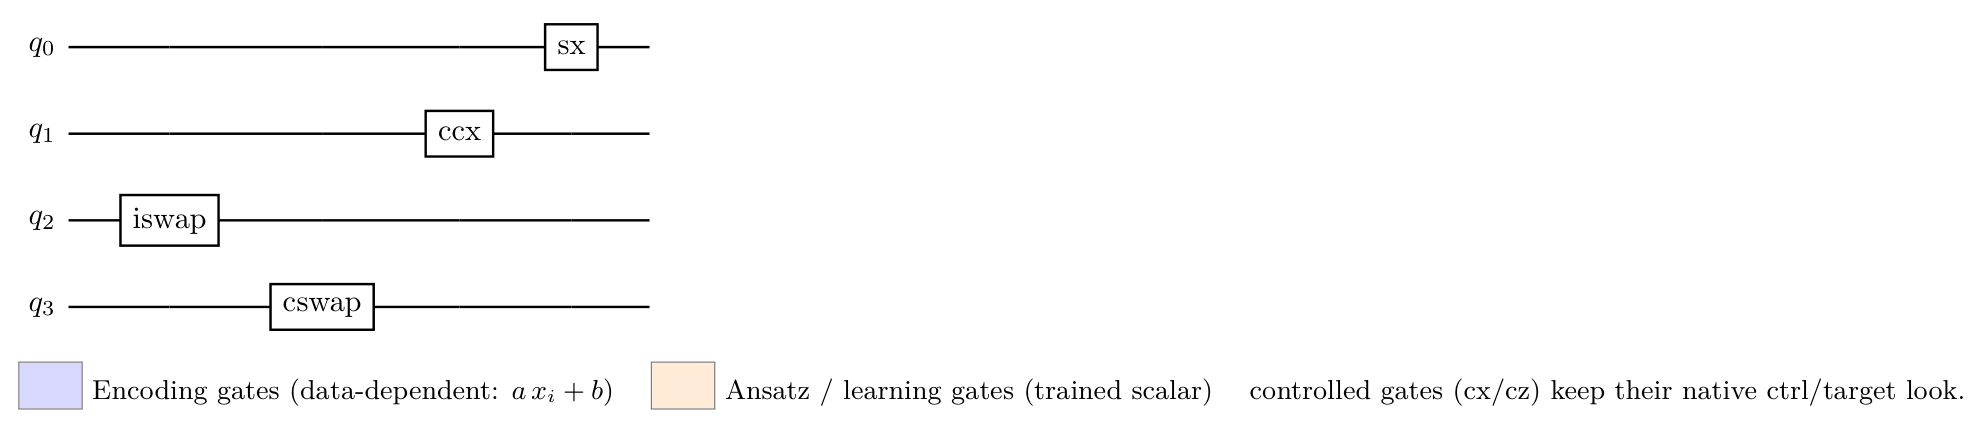 q0 sx
q1 ccx
q2 iswap
q3 cswap
Encoding gates (data-dependent: a xi + b) Ansatz / learning gates (trained scalar) controlled gates (cx/cz) keep their native ctrl/target look.